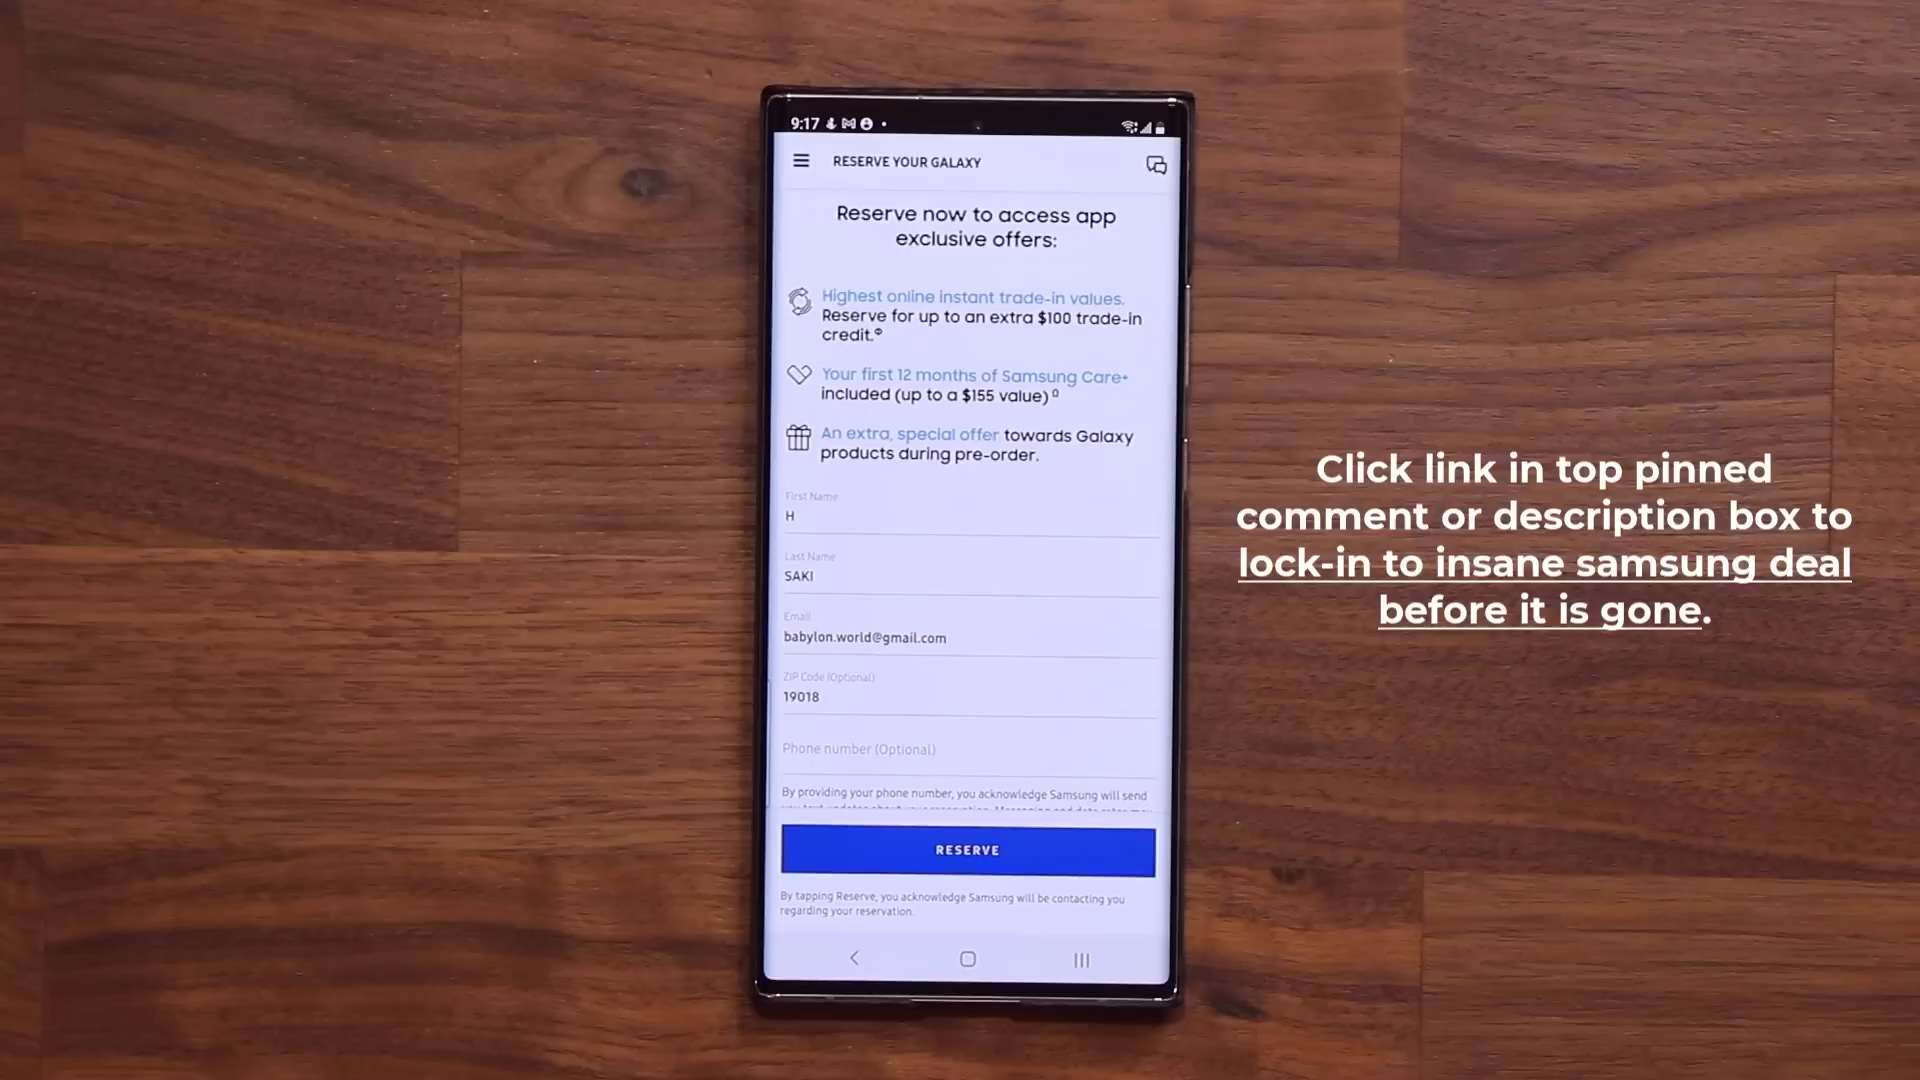 9:17
RESERVE YOUR GALAXY
Reserve now to access app
exclusive offers:
Highest online instant trade-in values.
Reserve for up to an extra $100 trade-in
credit.
Your first 12 months of Samsung Care+
included (up to a $155 value)
An extra, special offer towards Galaxy
products during pre-order.
First Name
H
Last Name
SAKI
Email
babylon.world@gmail.com
ZIP Code (Optional)
19018
Phone number (Optional)
By providing your phone number, you acknowledge Samsung will send
RESERVE
By tapping Reserve, you acknowledge Samsung will be contacting you
regarding your reservation.
Click link in top pinned
comment or description box to
lock-in to insane samsung deal
before it is gone.